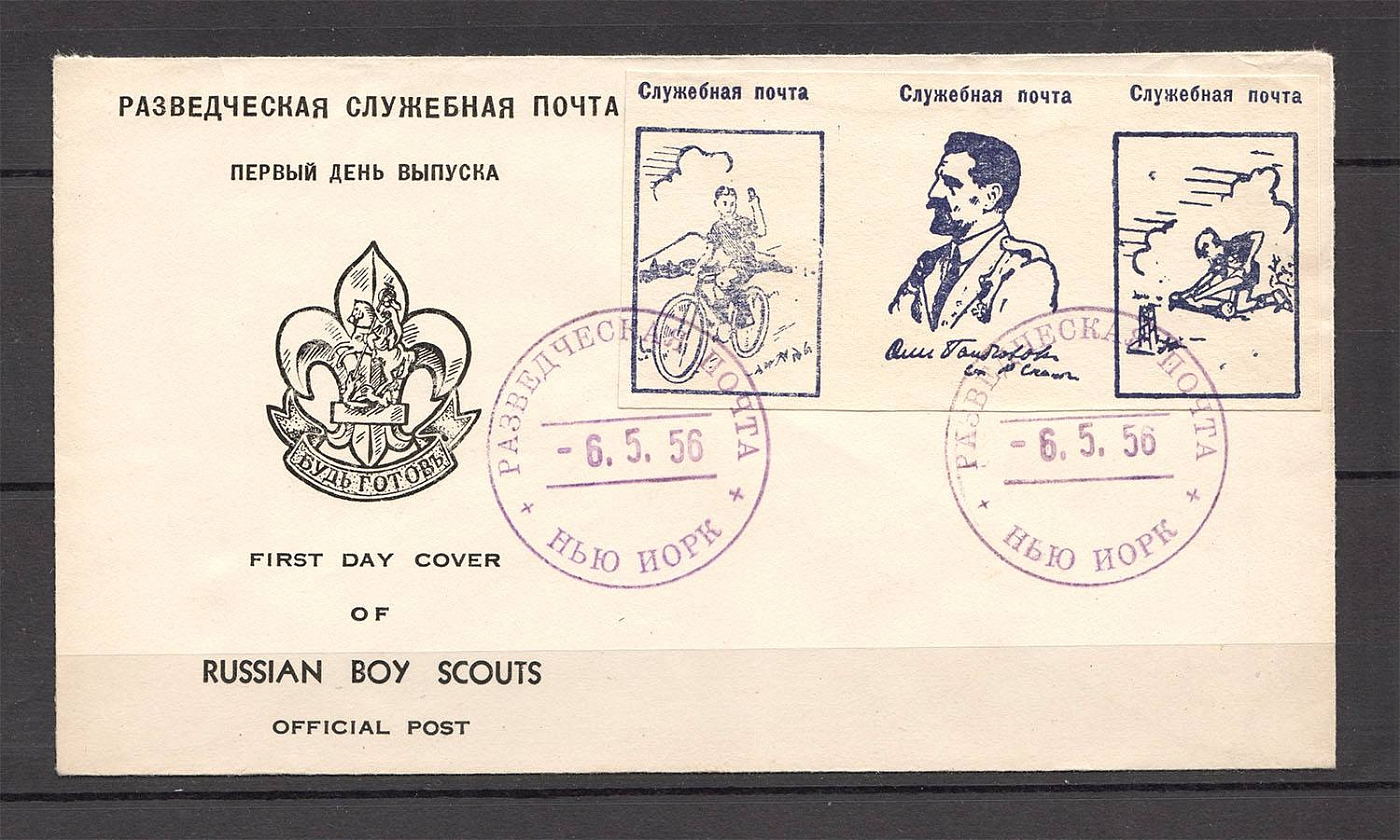 РАЗВЕДЧЕСКАЯ СЛУЖЕБНАЯ ПОЧТА
ПЕРВЫЙ ДЕНЬ ВЫПУСКА
БУДЬ ГОТОВЪ
FIRST DAY COVER
OF
RUSSIAN BOY SCOUTS
OFFICIAL POST
Служебная почта
Служебная почта
Служебная почта
РАЗВЕДЧЕСКАЯ ПОЧТА
- 6. 5. 56
НЬЮ ИОРК
РАЗВЕДЧЕСКАЯ ПОЧТА
- 6. 5. 56
НЬЮ ИОРК